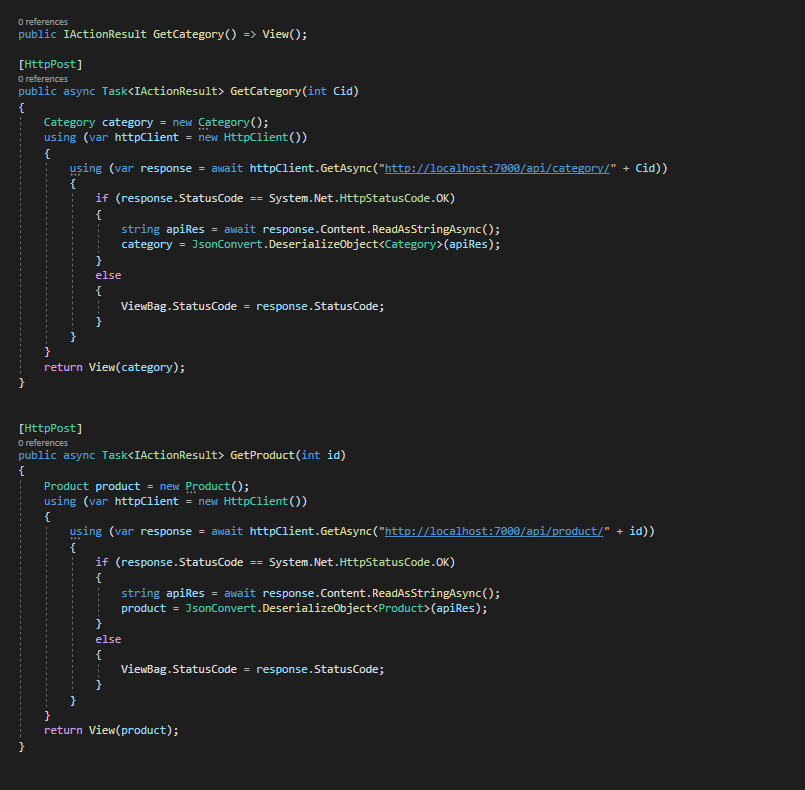 0 references
public IActionResult GetCategory() => View();
[HttpPost]
0 references
public async Task<IActionResult> GetCategory(int Cid)
{
Category category = new Category();
using (var httpClient = new HttpClient())
{
using (var response = await httpClient.GetAsync("http://localhost:7000/api/category/" + Cid))
{
if (response.StatusCode == System.Net.HttpStatusCode.OK)
{
string apiRes = await response.Content.ReadAsStringAsync();
category = JsonConvert.DeserializeObject<Category>(apiRes);
}
else
{
ViewBag.StatusCode = response.StatusCode;
}
}
}
return View(category);
}
[HttpPost]
0 references
public async Task<IActionResult> GetProduct(int id)
{
Product product = new Product();
using (var httpClient = new HttpClient())
{
using (var response = await httpClient.GetAsync("http://localhost:7000/api/product/" + id))
{
if (response.StatusCode == System.Net.HttpStatusCode.OK)
{
string apiRes = await response.Content.ReadAsStringAsync();
product = JsonConvert.DeserializeObject<Product>(apiRes);
}
else
{
ViewBag.StatusCode = response.StatusCode;
}
}
}
return View(product);
}